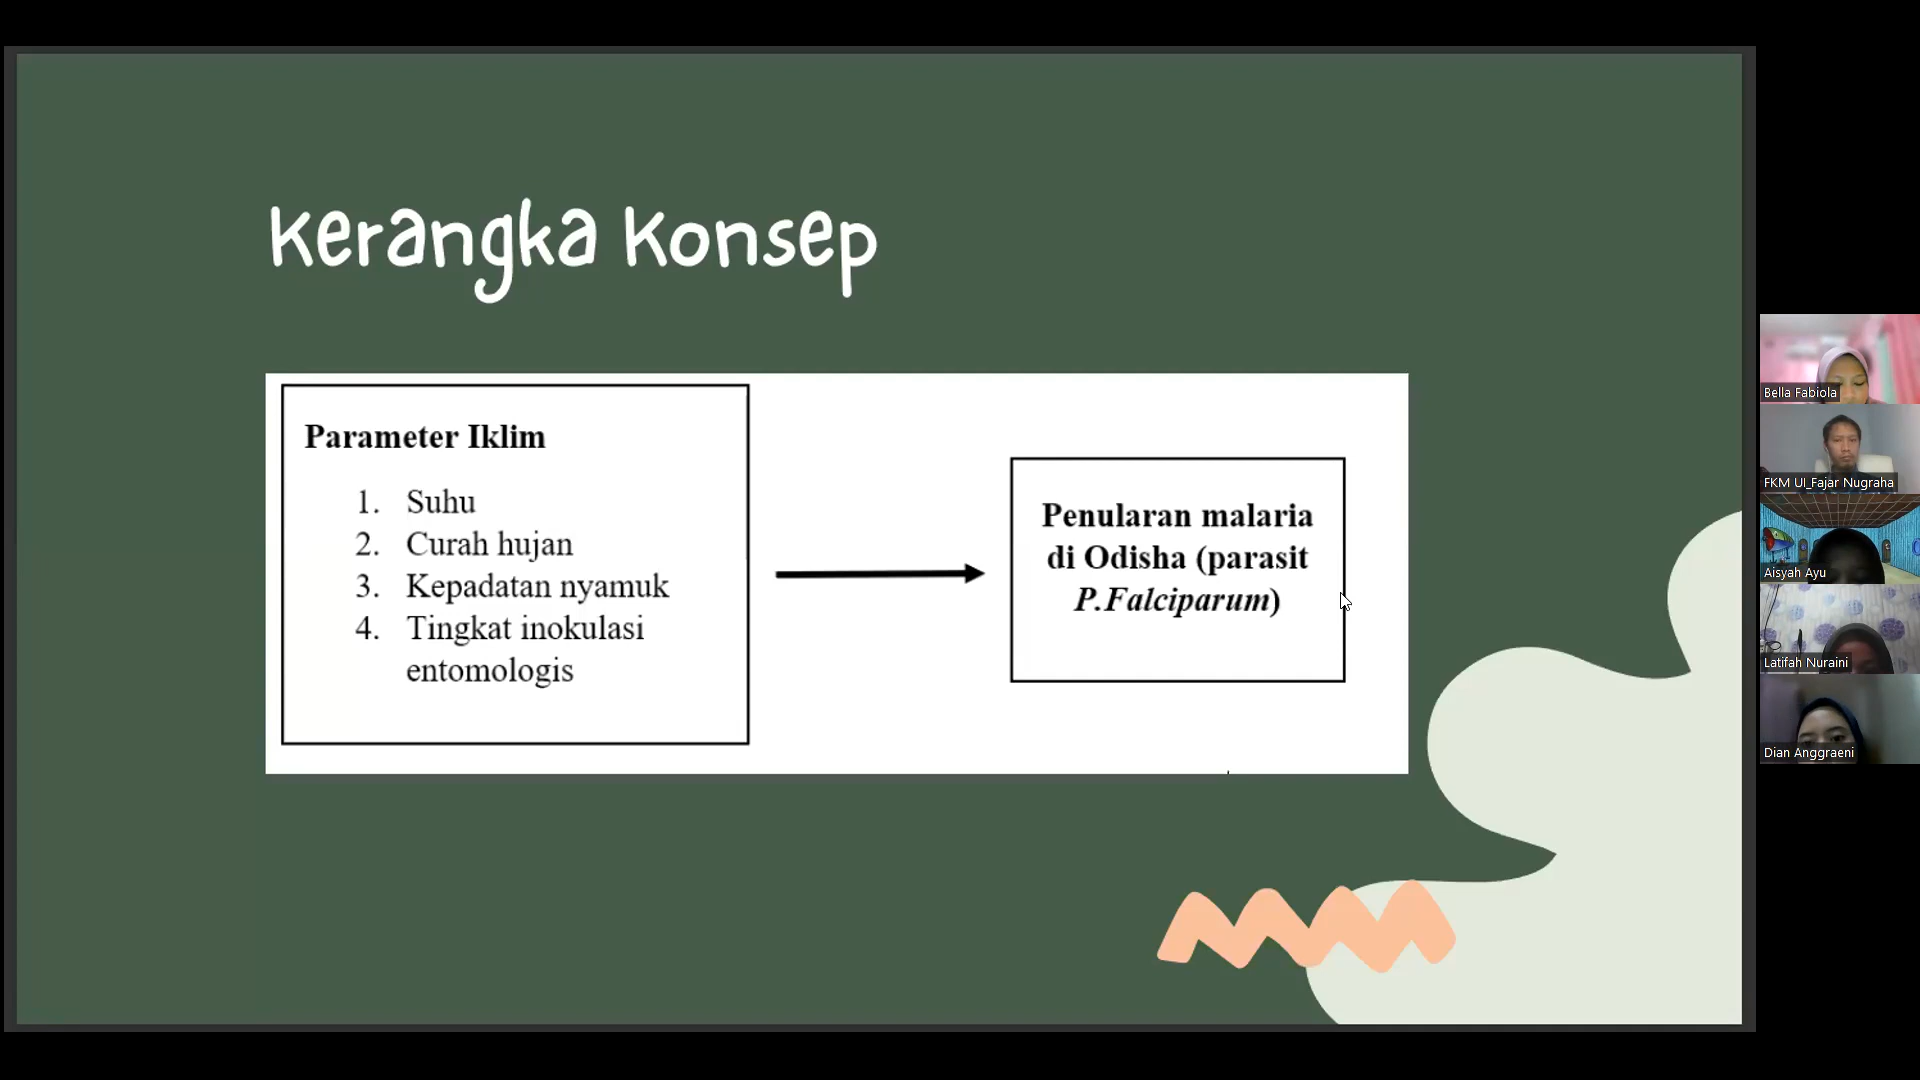 Kerangka Konsep
Parameter Iklim
1. Suhu
2. Curah hujan
3. Kepadatan nyamuk
4. Tingkat inokulasi
entomologis
Penularan malaria
di Odisha (parasit
P.Falciparum)
Bella Fabiola
FKM UI_Fajar Nugraha
Aisyah Ayu
Latifah Nuraini
Dian Anggraeni